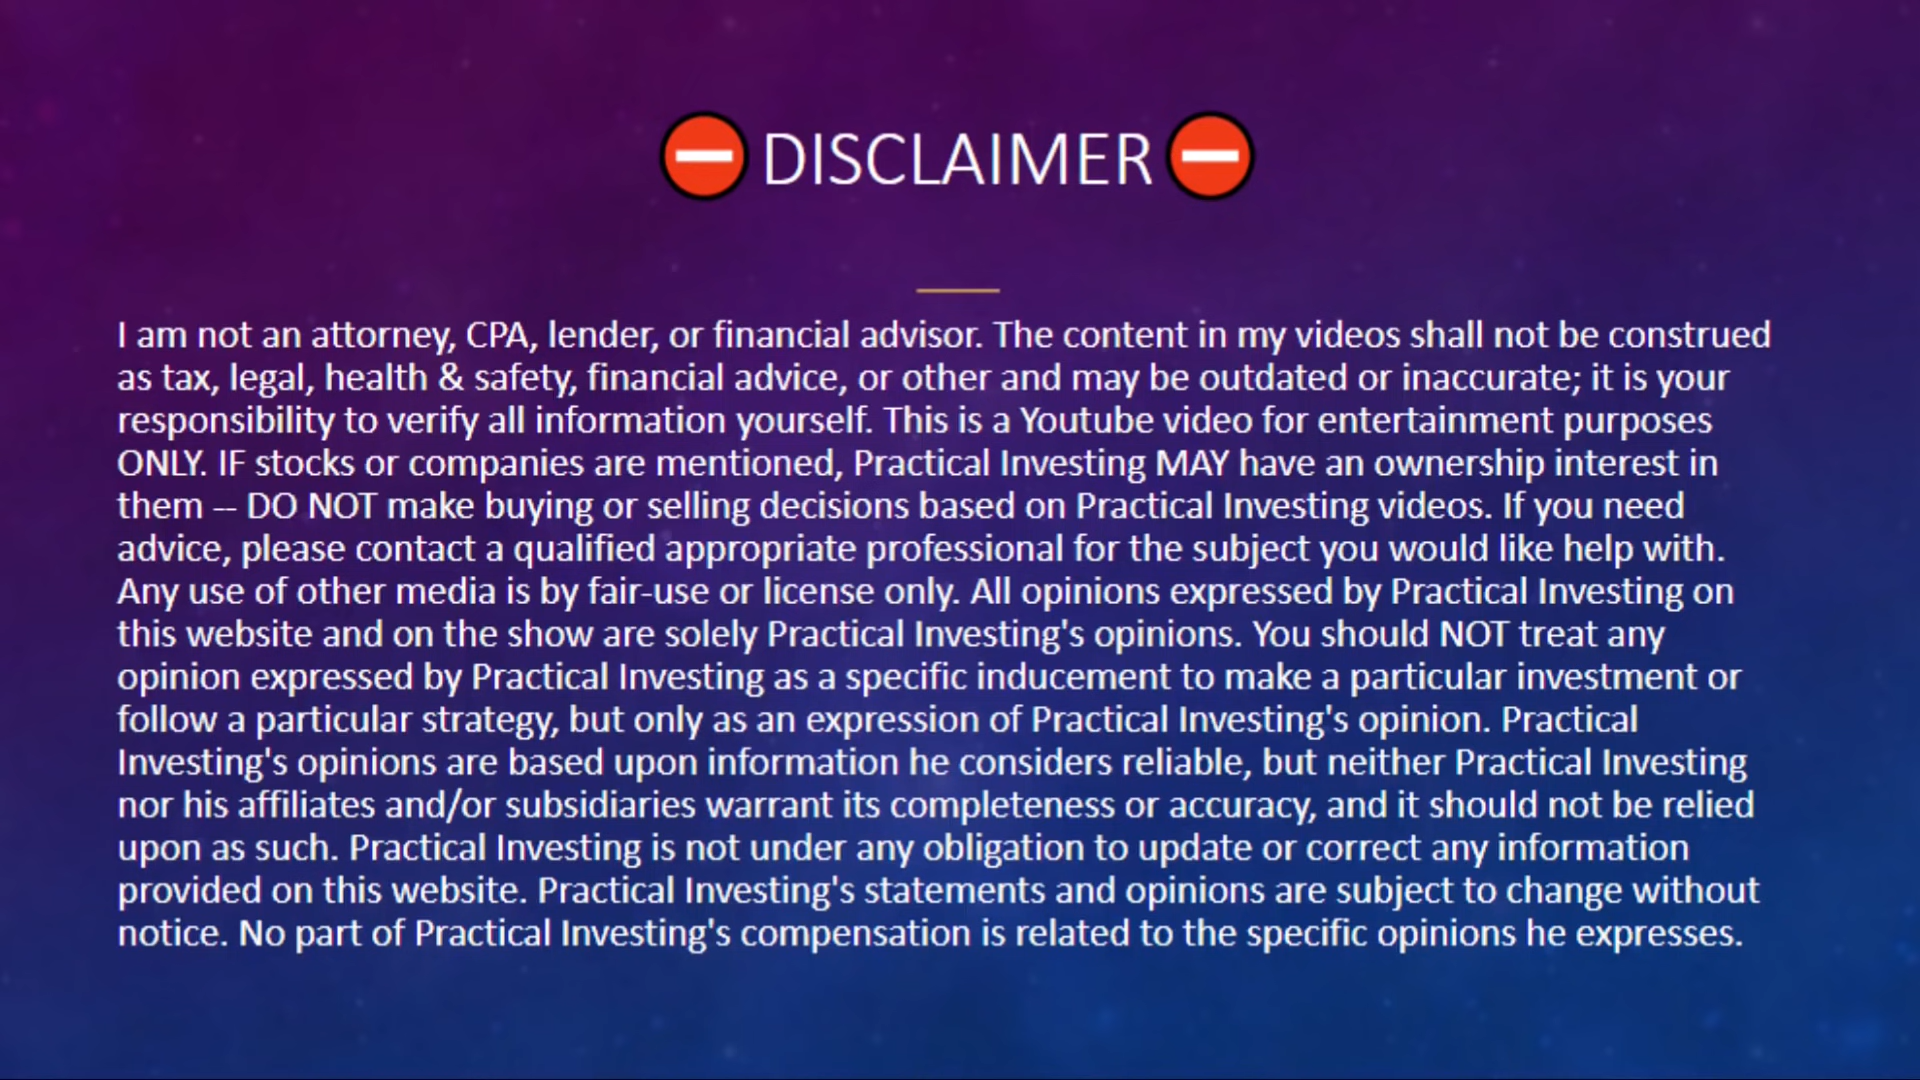 DISCLAIMER
I am not an attorney, CPA, lender, or financial advisor. The content in my videos shall not be construed
as tax, legal, health & safety, financial advice, or other and may be outdated or inaccurate; it is your
responsibility to verify all information yourself. This is a Youtube video for entertainment purposes
ONLY. IF stocks or companies are mentioned, Practical Investing MAY have an ownership interest in
them -- DO NOT make buying or selling decisions based on Practical Investing videos. If you need
advice, please contact a qualified appropriate professional for the subject you would like help with.
Any use of other media is by fair-use or license only. All opinions expressed by Practical Investing on
this website and on the show are solely Practical Investing's opinions. You should NOT treat any
opinion expressed by Practical Investing as a specific inducement to make a particular investment or
follow a particular strategy, but only as an expression of Practical Investing's opinion. Practical
Investing's opinions are based upon information he considers reliable, but neither Practical Investing
nor his affiliates and/or subsidiaries warrant its completeness or accuracy, and it should not be relied
upon as such. Practical Investing is not under any obligation to update or correct any information
provided on this website. Practical Investing's statements and opinions are subject to change without
notice. No part of Practical Investing's compensation is related to the specific opinions he expresses.